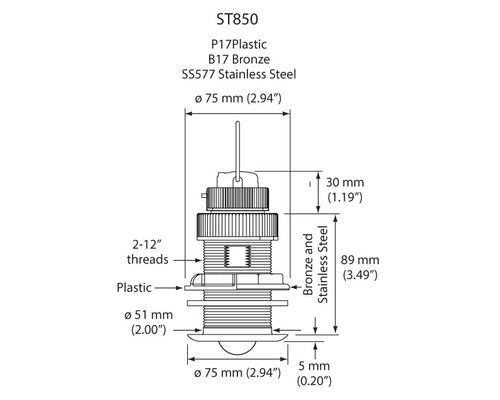 ST850
P17Plastic
B17 Bronze
SS577 Stainless Steel
ø 75 mm (2.94”)
30 mm
(1.19”)
2-12”
threads
Bronze and
Stainless Steel
89 mm
(3.49”)
Plastic
ø 51 mm
(2.00”)
ø 75 mm (2.94”)
5 mm
(0.20”)